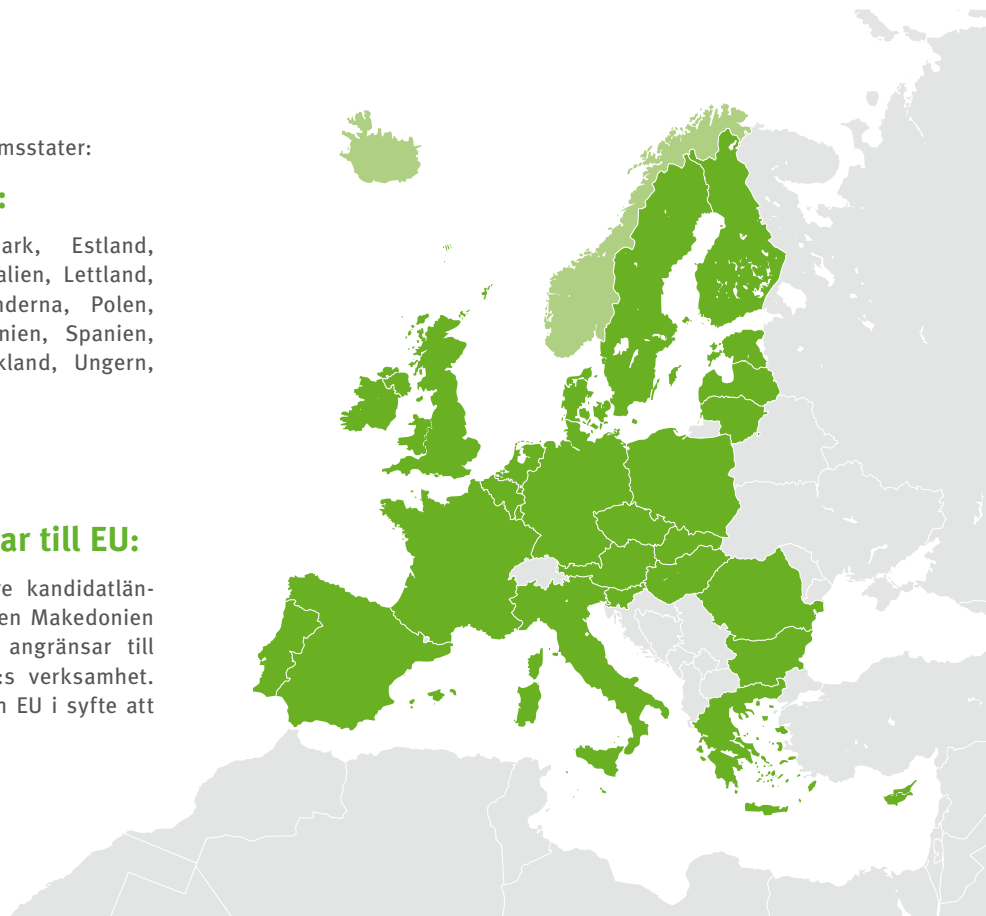 msstater:
:
ark, Estland,
alien, Lettland,
nderna, Polen,
nien, Spanien,
kland, Ungern,
ar till EU:
e kandidatlän-
en Makedonien
angränsar till
:s verksamhet.
n EU i syfte att